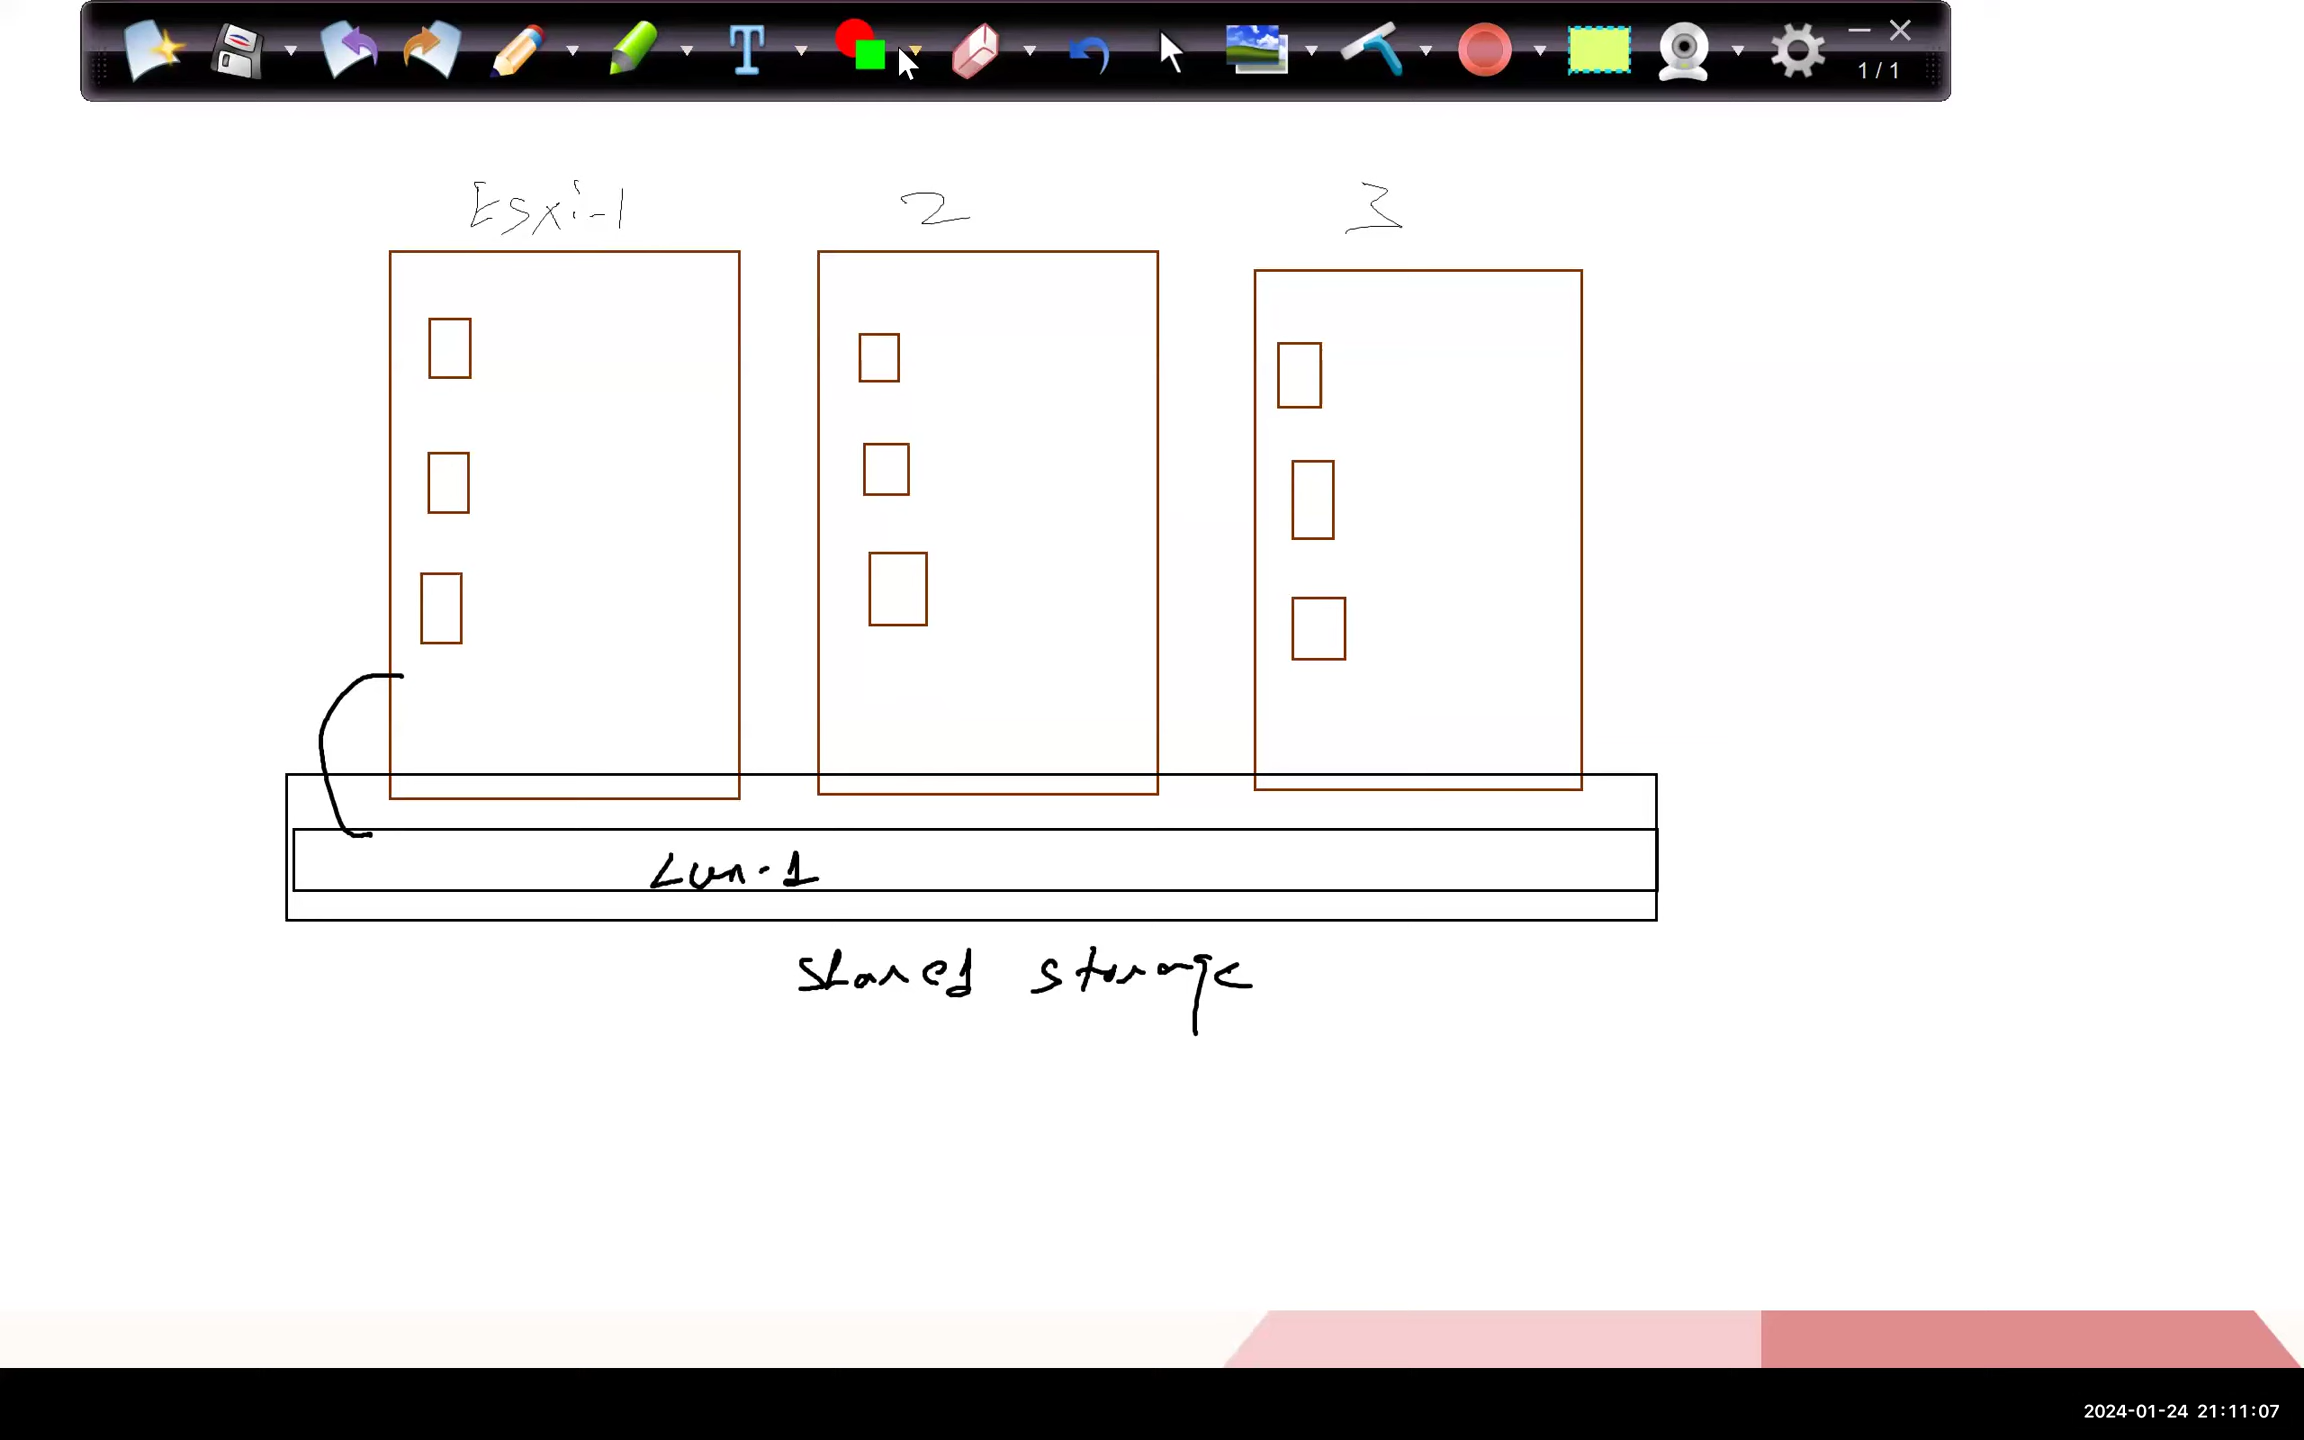 1 / 1
Esxi-1 2 3
Lun-1
Shared storage
2024-01-24 21:11:07